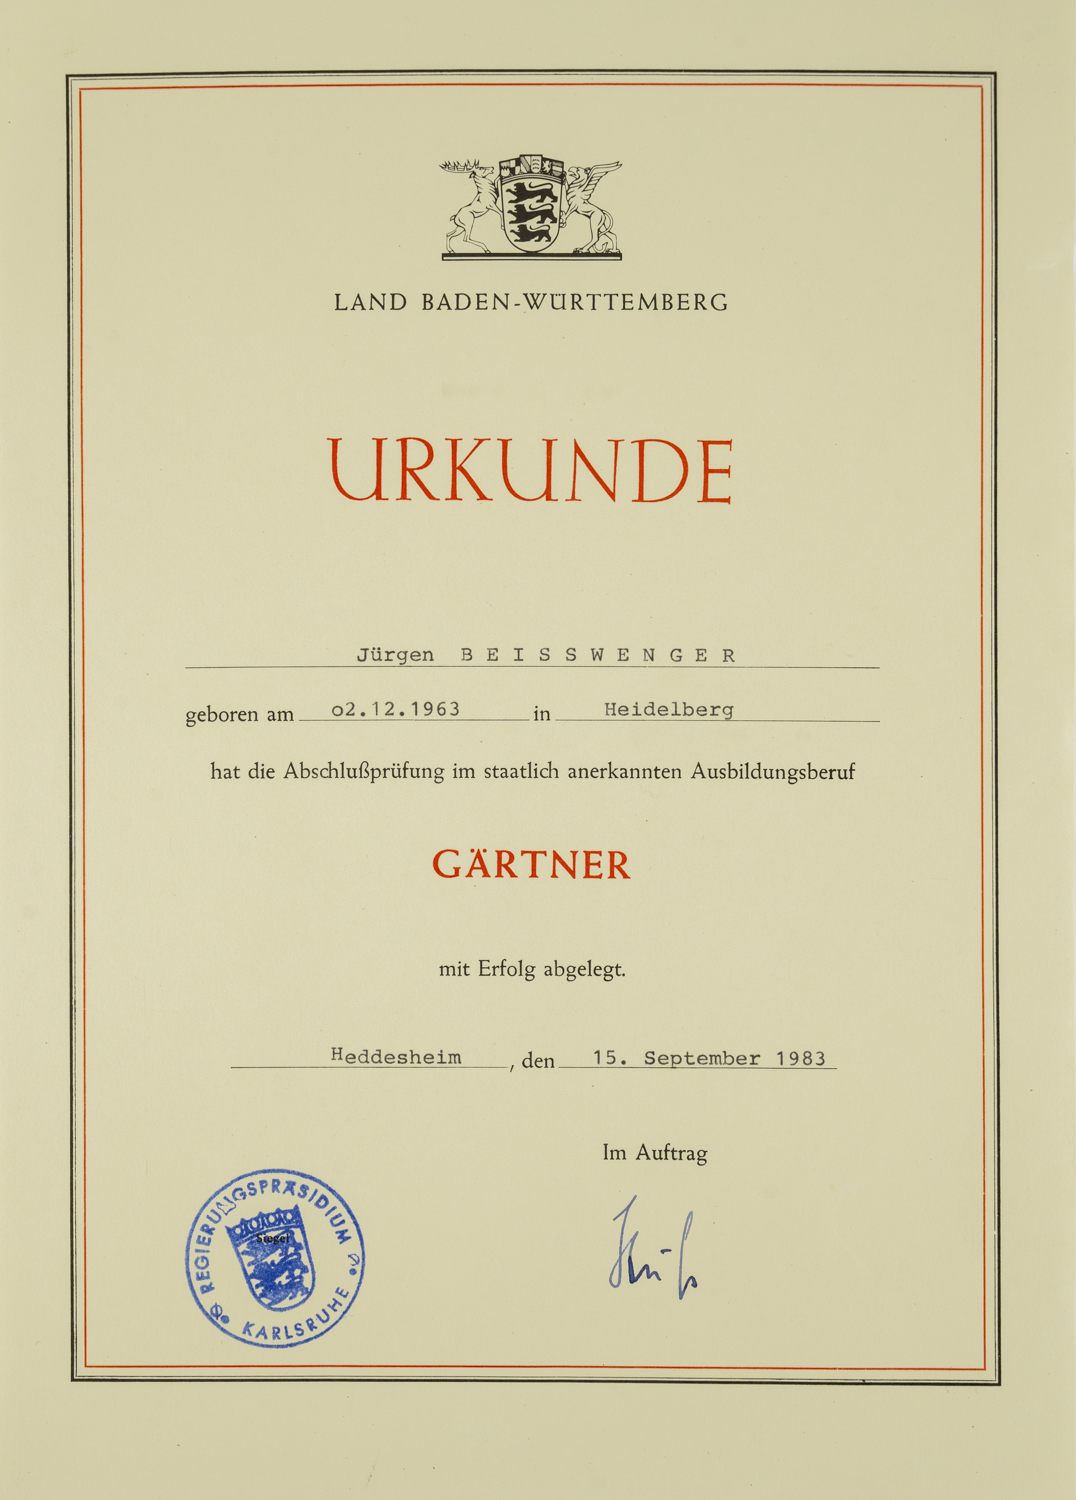 LAND BADEN-WÜRTTEMBERG
URKUNDE
Jürgen B E I S S W E N G E R
geboren am o2.12.1963 in Heidelberg
hat die Abschlußprüfung im staatlich anerkannten Ausbildungsberuf
GÄRTNER
mit Erfolg abgelegt.
Heddesheim, den 15. September 1983
Im Auftrag
REGIERUNGSPRÄSIDIUM
Siegel
KARLSRUHE